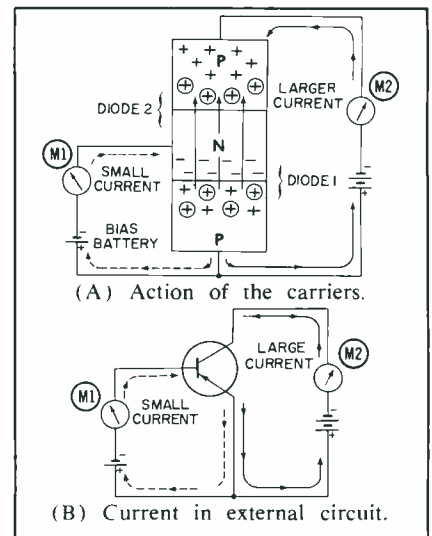 + + + + +
P
+ + + +
⊕ ⊕ ⊕ ⊕
LARGER
CURRENT
M2
DIODE 2
N
M1
SMALL
CURRENT
− − − −
− − − −
⊕ + ⊕ + ⊕ +
+ ⊕ + ⊕
DIODE 1
−
+
BIAS
BATTERY
−
+
P
(A) Action of the carriers.
M1
SMALL
CURRENT
LARGE
CURRENT
M2
−
+
−
+
(B) Current in external circuit.